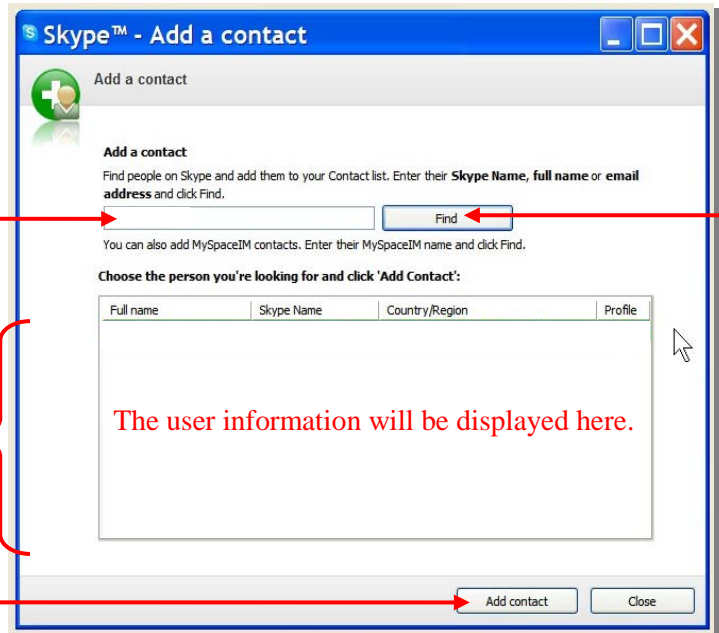 Skype™ - Add a contact
Add a contact
Add a contact
Find people on Skype and add them to your Contact list. Enter their Skype Name, full name or email
address and click Find.
Find
You can also add MySpaceIM contacts. Enter their MySpaceIM name and click Find.
Choose the person you're looking for and click 'Add Contact':
Full name Skype Name Country/Region Profile
The user information will be displayed here.
Add contact Close